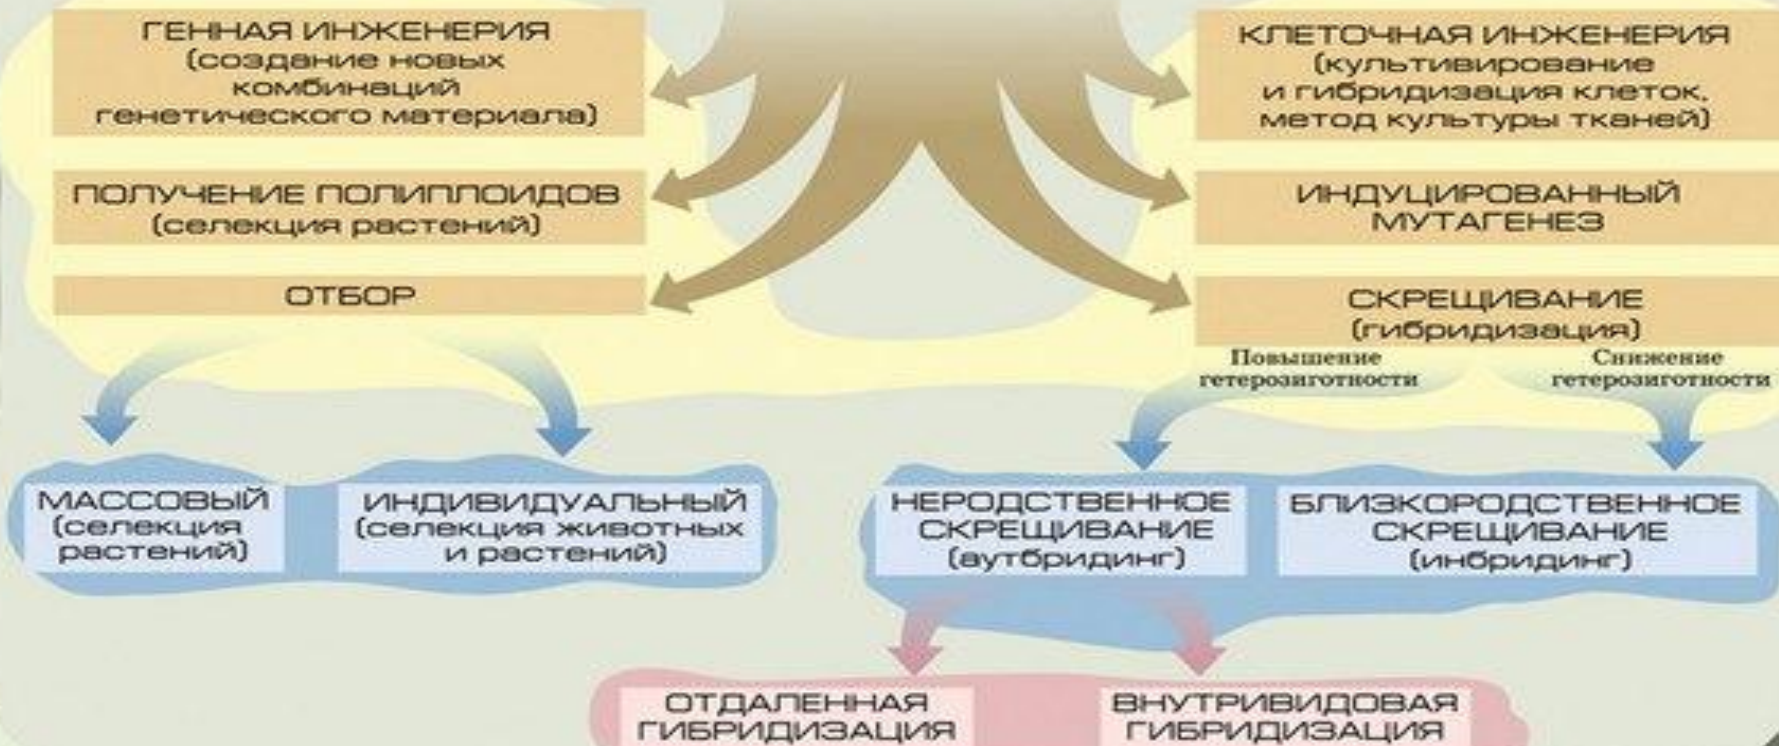 ГЕННАЯ ИНЖЕНЕРИЯ
(создание новых
комбинаций
генетического материала)
КЛЕТОЧНАЯ ИНЖЕНЕРИЯ
(культивирование
и гибридизация клеток,
метод культуры тканей)
ПОЛУЧЕНИЕ ПОЛИПЛОИДОВ
(селекция растений)
ИНДУЦИРОВАННЫЙ
МУТАГЕНЕЗ
ОТБОР
СКРЕЩИВАНИЕ
(гибридизация)
Повышение
гетерозиготности
Снижение
гетерозиготности
МАССОВЫЙ
(селекция
растений)
ИНДИВИДУАЛЬНЫЙ
(селекция животных
и растений)
НЕРОДСТВЕННОЕ
СКРЕЩИВАНИЕ
(аутбридинг)
БЛИЗКОРОДСТВЕННОЕ
СКРЕЩИВАНИЕ
(инбридинг)
ОТДАЛЕННАЯ
ГИБРИДИЗАЦИЯ
ВНУТРИВИДОВАЯ
ГИБРИДИЗАЦИЯ